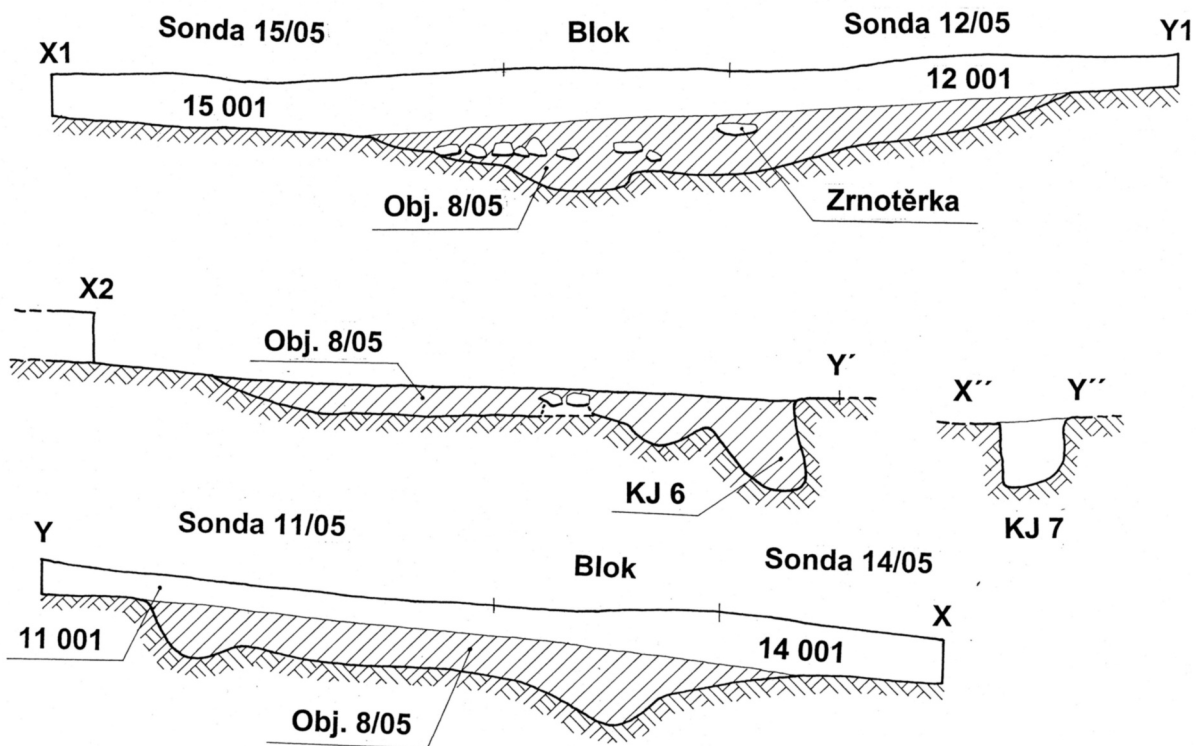 Sonda 15/05
Blok
Sonda 12/05
X1
Y1
15 001
12 001
Obj. 8/05
Zrnotěrka
X2
Obj. 8/05
Y´
X´´
Y´´
KJ 6
KJ 7
Y
Sonda 11/05
Blok
Sonda 14/05
X
11 001
14 001
Obj. 8/05